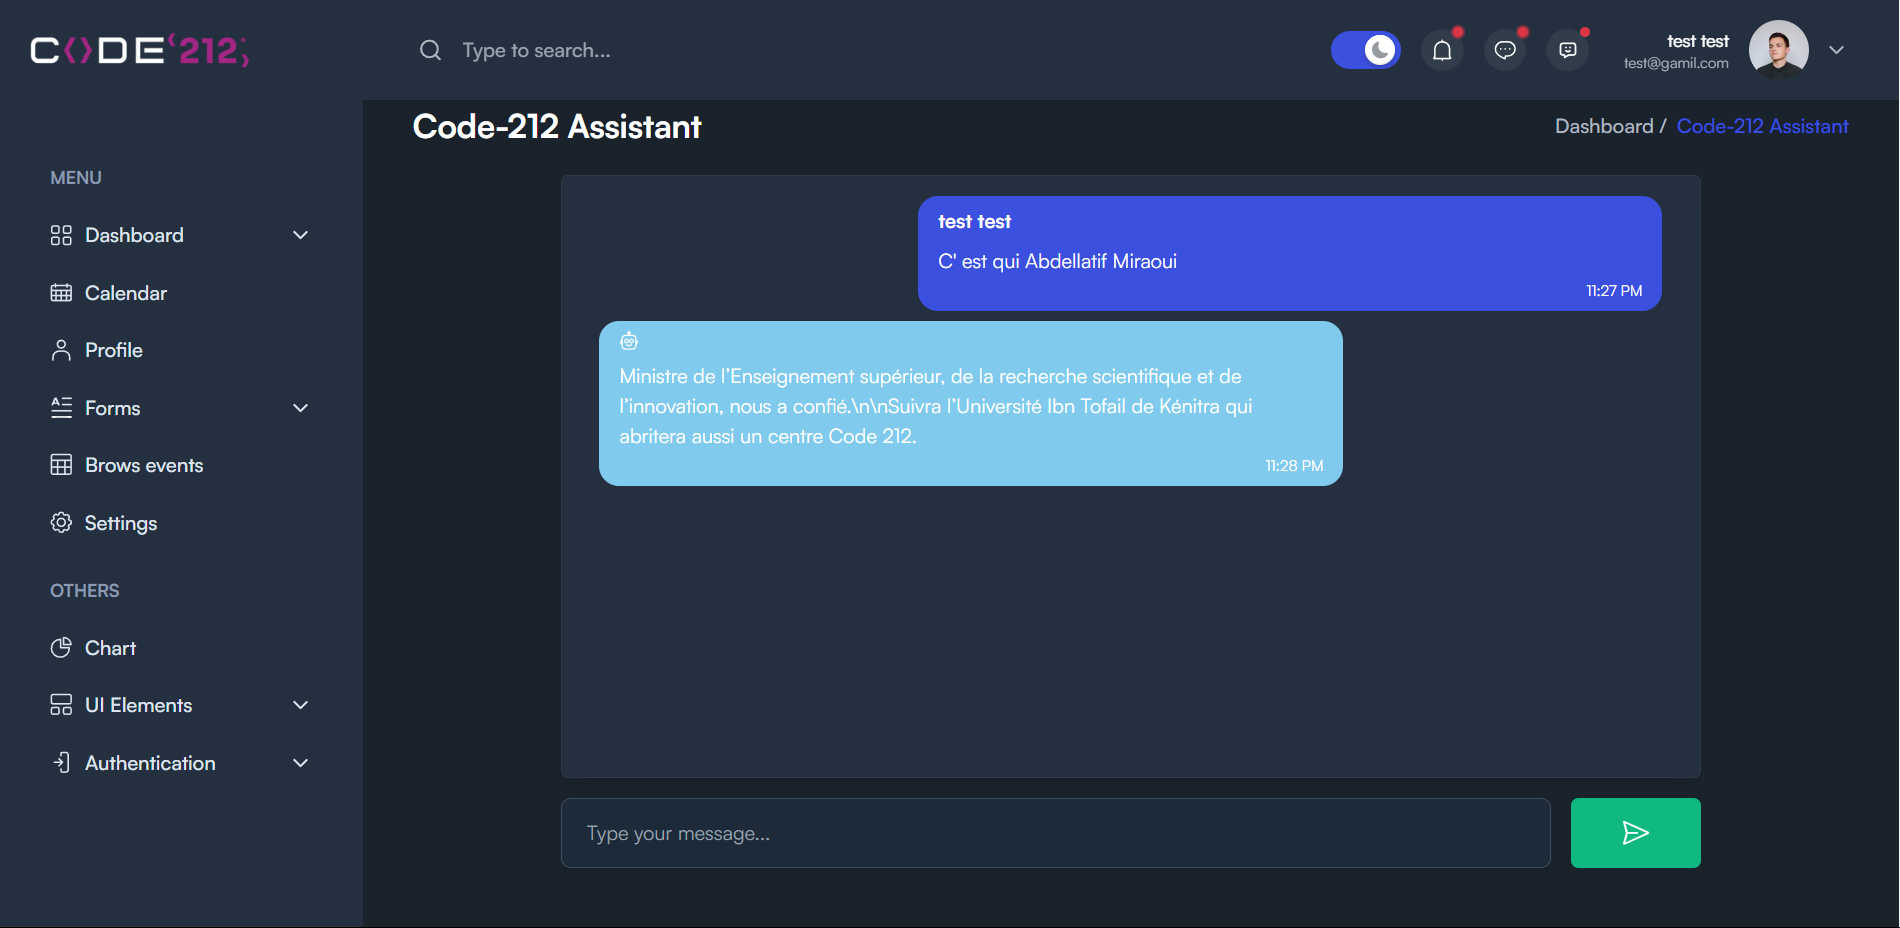 CODE'212;
Type to search...
test test
test@gamil.com
MENU
Dashboard
Calendar
Profile
Forms
Brows events
Settings
OTHERS
Chart
UI Elements
Authentication
Code-212 Assistant
Dashboard / Code-212 Assistant
test test
C' est qui Abdellatif Miraoui
11:27 PM
Ministre de l’Enseignement supérieur, de la recherche scientifique et de
l’innovation, nous a confié.\n\nSuivra l’Université Ibn Tofail de Kénitra qui
abritera aussi un centre Code 212.
11:28 PM
Type your message...